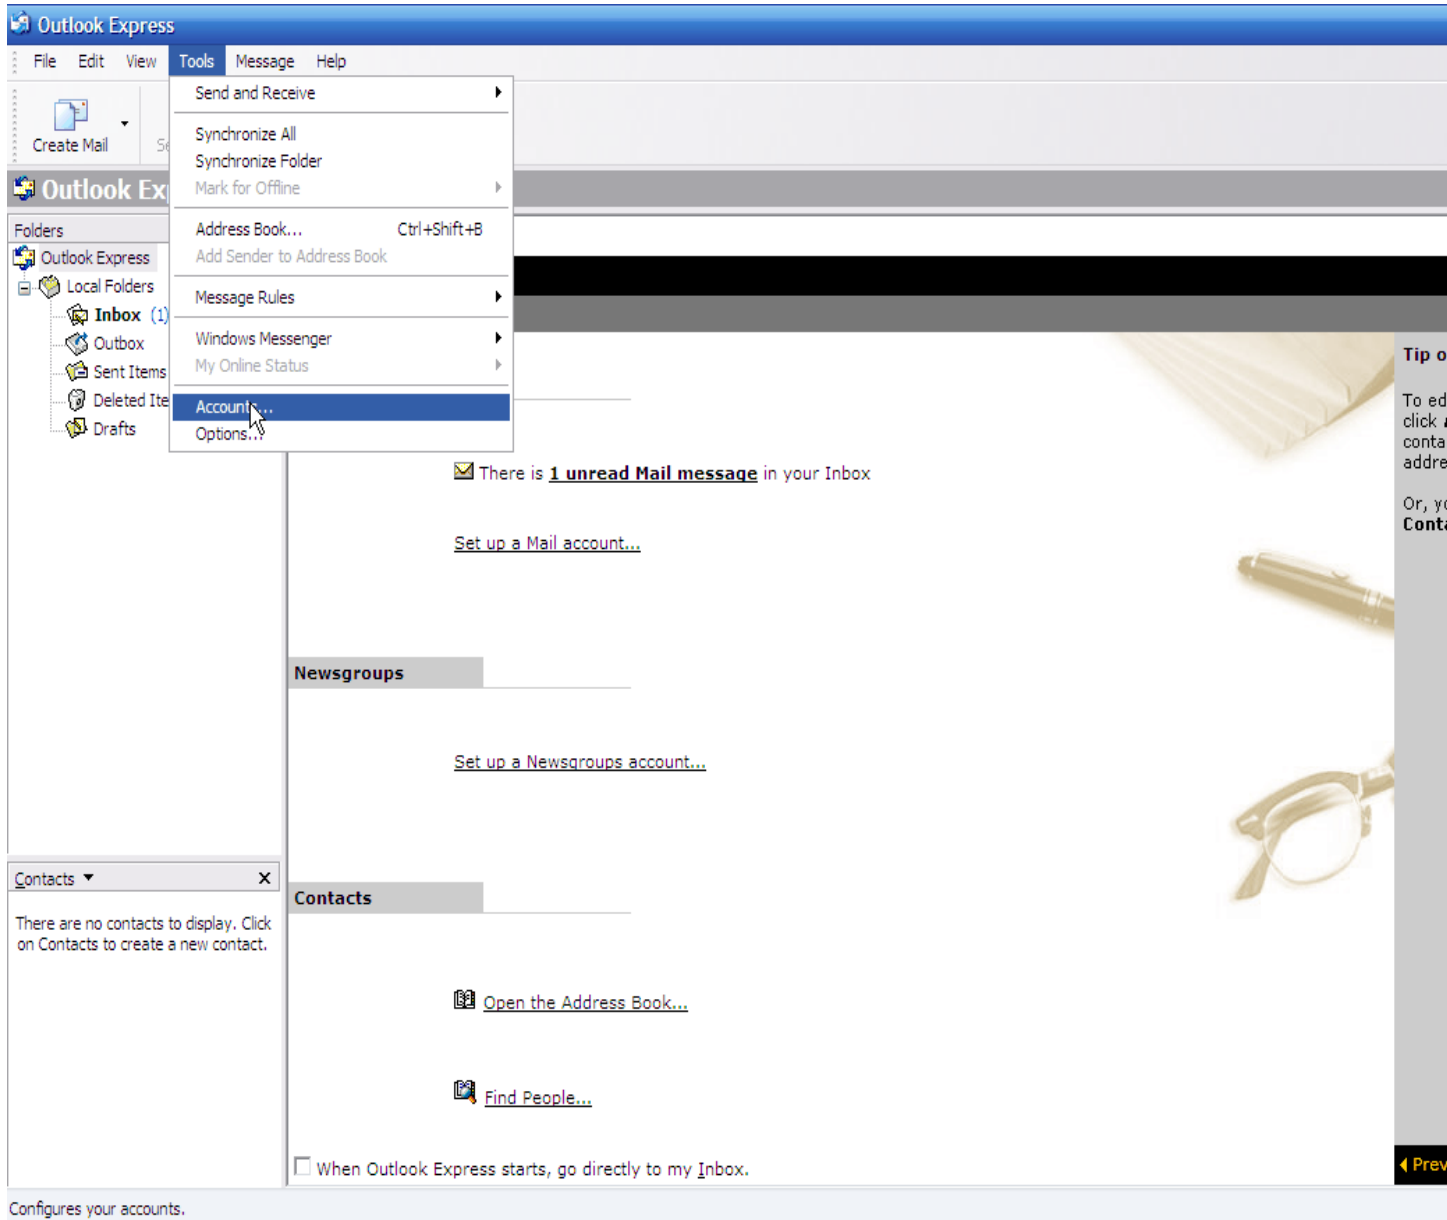 Outlook Express
File Edit View Tools Message Help
Send and Receive
Create Mail
Synchronize All
Synchronize Folder
Mark for Offline
Outlook Ex
Address Book... Ctrl+Shift+B
Add Sender to Address Book
Folders
Outlook Express
Local Folders
Inbox (1)
Outbox
Sent Items
Deleted Ite
Drafts
Message Rules
Windows Messenger
My Online Status
Accounts...
Options...
There is 1 unread Mail message in your Inbox
Set up a Mail account...
Newsgroups
Set up a Newsgroups account...
Contacts
There are no contacts to display. Click
on Contacts to create a new contact.
Contacts
Open the Address Book...
Find People...
When Outlook Express starts, go directly to my Inbox.
Tip o
To ed
click
conta
addre
Or, yo
Conta
Prev
Configures your accounts.